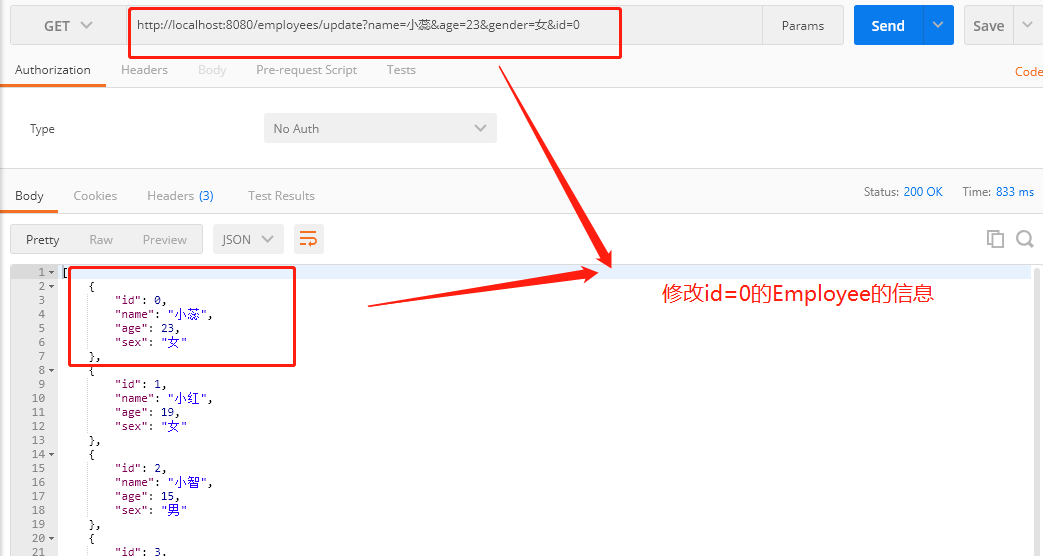 GET http://localhost:8080/employees/update?name=小蕊&age=23&gender=女&id=0 Params Send Save
Authorization Headers Body Pre-request Script Tests Code
Type No Auth
Body Cookies Headers (3) Test Results Status: 200 OK Time: 833 ms
Pretty Raw Preview JSON
1 [
2 {
3 "id": 0,
修改id=0的Employee的信息
4 "name": "小蕊",
5 "age": 23,
6 "sex": "女"
7 },
8 {
9 "id": 1,
10 "name": "小红",
11 "age": 19,
12 "sex": "女"
13 },
14 {
15 "id": 2,
16 "name": "小智",
17 "age": 15,
18 "sex": "男"
19 },
20 {
21 "id": 3,